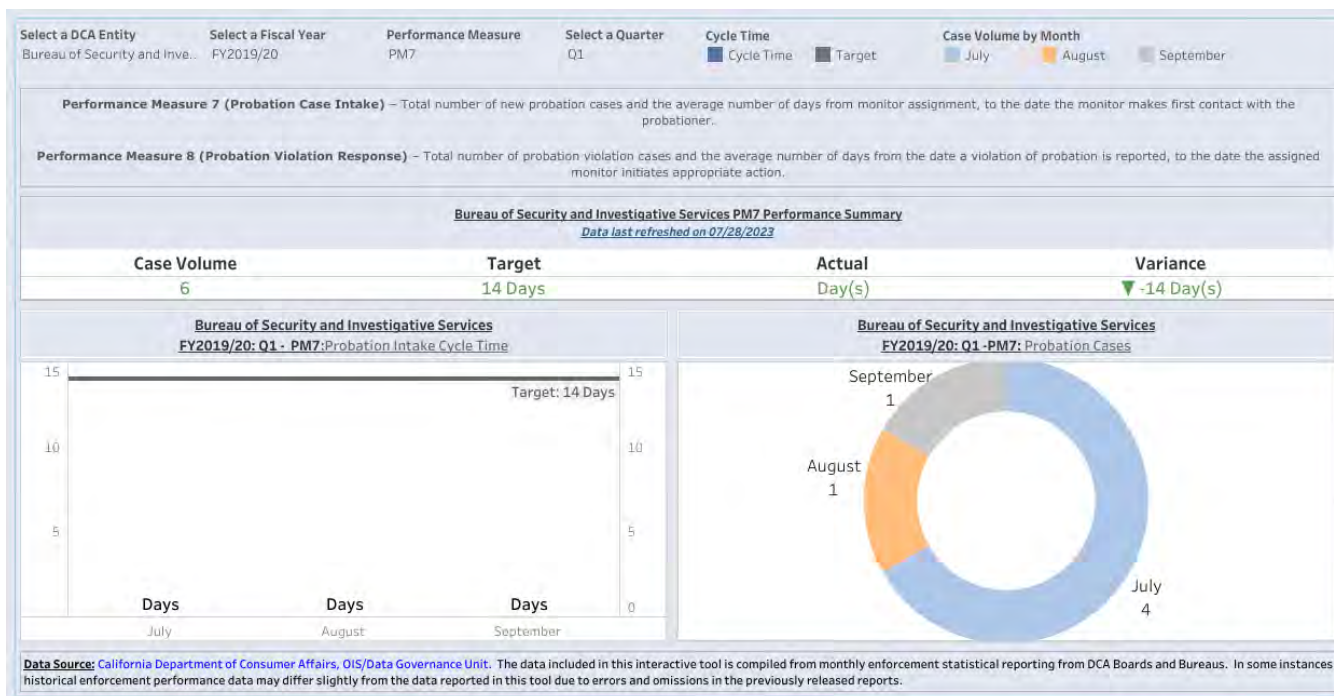 Select a DCA Entity
Select a Fiscal Year
Performance Measure
Select a Quarter
Cycle Time
Case Volume by Month
Bureau of Security and Inve..
FY2019/20
PM7
Q1
Cycle Time
Target
July
August
September
Performance Measure 7 (Probation Case Intake) – Total number of new probation cases and the average number of days from monitor assignment, to the date the monitor makes first contact with the
probationer..
Performance Measure 8 (Probation Violation Response) – Total number of probation violation cases and the average number of days from the date a violation of probation is reported, to the date the assigned
monitor initiates appropriate action.
Bureau of Security and Investigative Services PM7 Performance Summary
Data last refreshed on 07/28/2023
Case Volume
Target
Actual
Variance
6
14 Days
Day(s)
▼ -14 Day(s)
Bureau of Security and Investigative Services
FY2019/20: Q1 - PM7:Probation Intake Cycle Time
15
15
Target: 14 Days
10
10
5
5
Days
Days
Days
0
July
August
September
Bureau of Security and Investigative Services
FY2019/20: Q1 -PM7: Probation Cases
September
1
August
1
July
4
Data Source: California Department of Consumer Affairs, OIS/Data Governance Unit. The data included in this interactive tool is compiled from monthly enforcement statistical reporting from DCA Boards and Bureaus. In some instances
historical enforcement performance data may differ slightly from the data reported in this tool due to errors and omissions in the previously released reports.